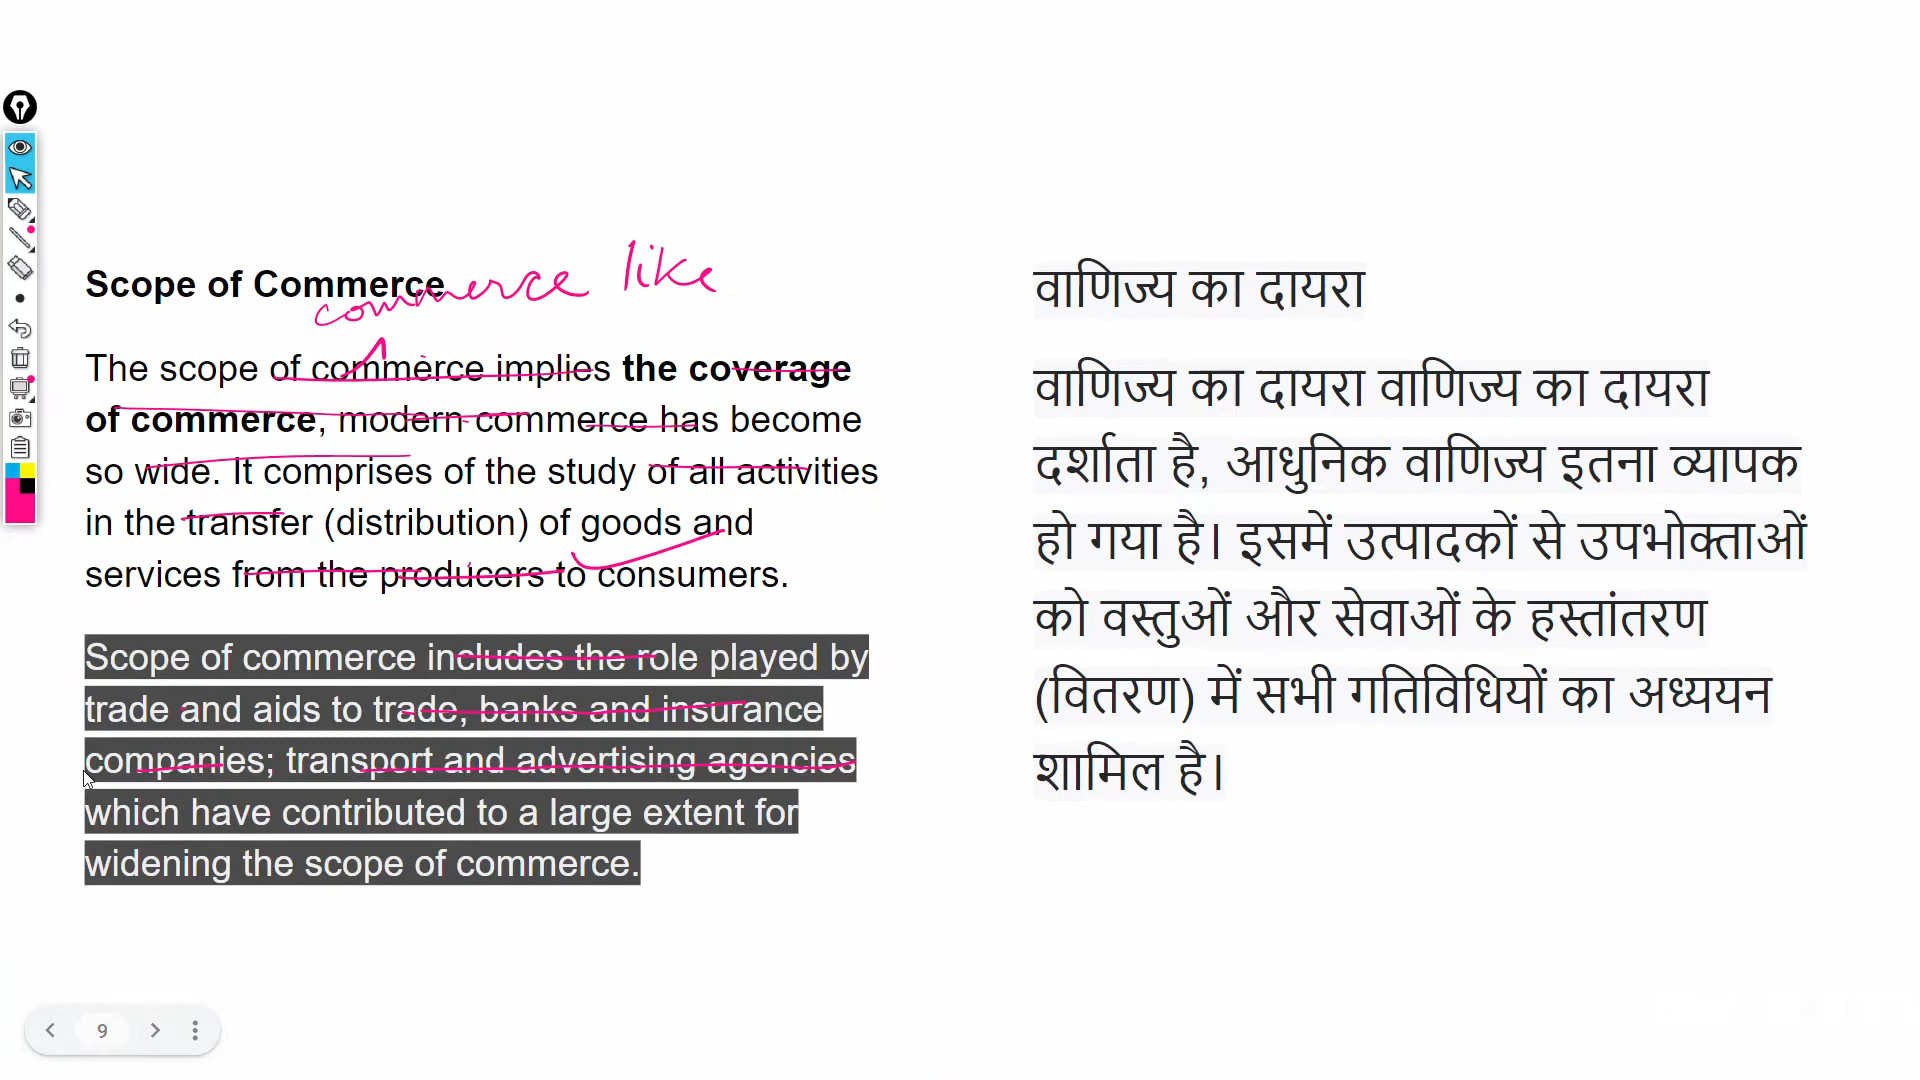 Scope of Commerce
commerce like
The scope of commerce implies the coverage
of commerce, modern commerce has become
so wide. It comprises of the study of all activities
in the transfer (distribution) of goods and
services from the producers to consumers.
Scope of commerce includes the role played by
trade and aids to trade, banks and insurance
companies; transport and advertising agencies
which have contributed to a large extent for
widening the scope of commerce.
वाणिज्य का दायरा
वाणिज्य का दायरा वाणिज्य का दायरा
दर्शाता है, आधुनिक वाणिज्य इतना व्यापक
हो गया है। इसमें उत्पादकों से उपभोक्ताओं
को वस्तुओं और सेवाओं के हस्तांतरण
(वितरण) में सभी गतिविधियों का अध्ययन
शामिल है।
9